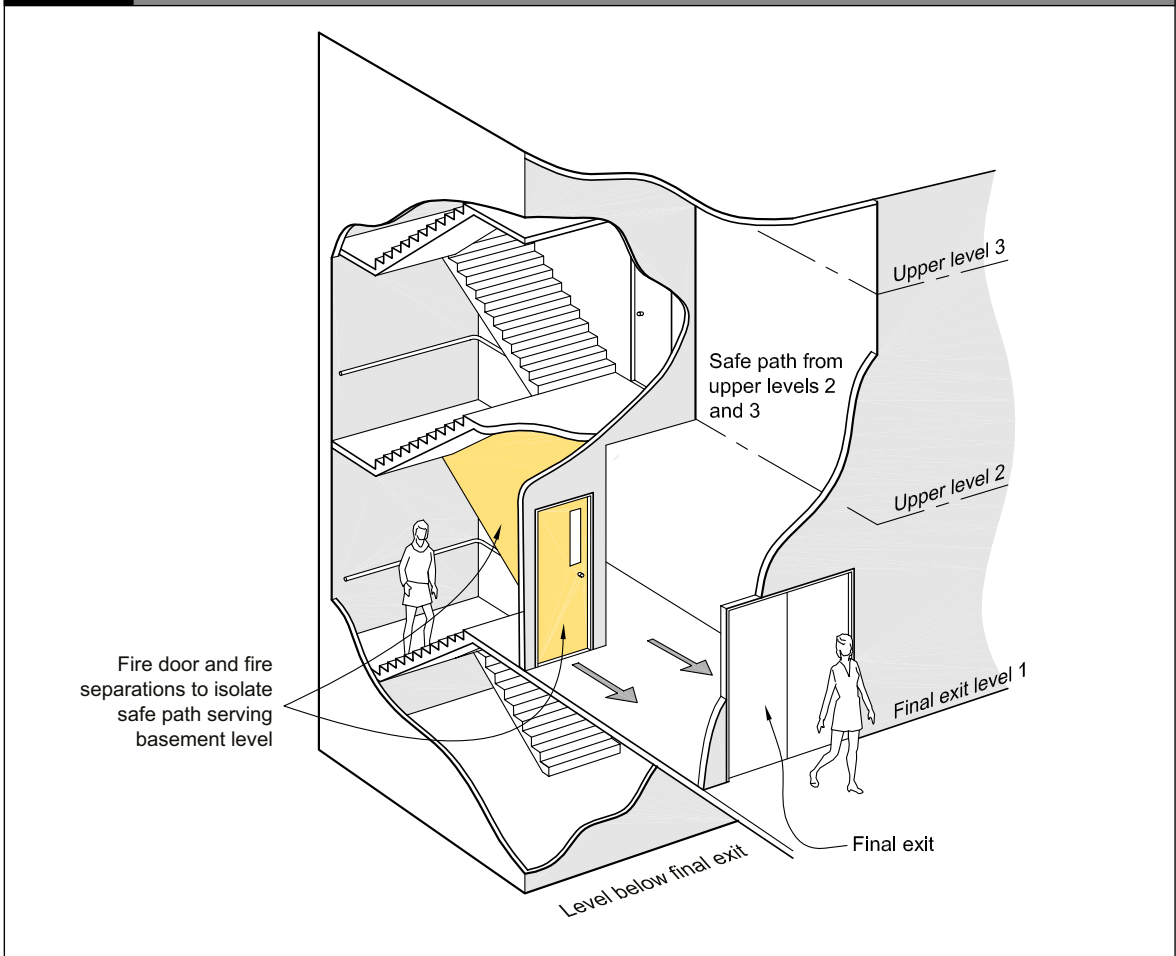 Upper level 3
Safe path from
upper levels 2
and 3
Upper level 2
Fire door and fire
separations to isolate
safe path serving
basement level
Final exit level 1
Final exit
Level below final exit